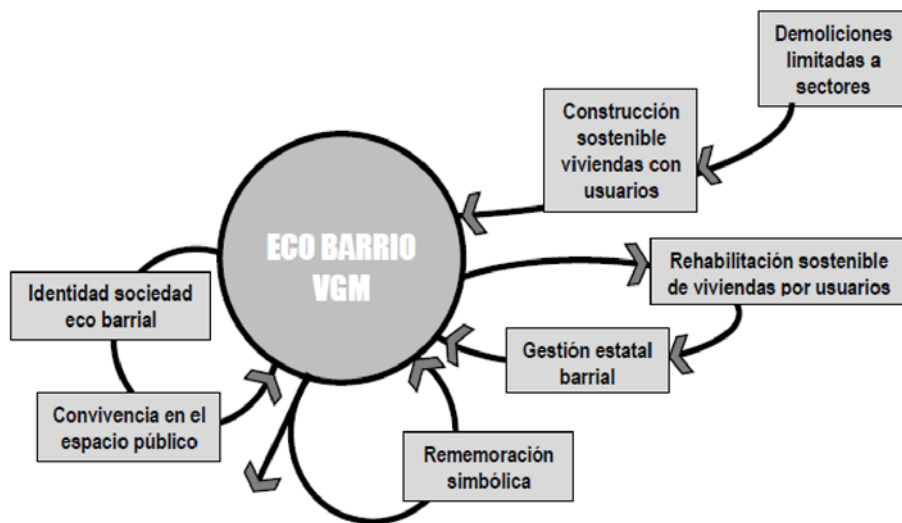 Demoliciones
limitadas a
sectores
Construcción
sostenible
viviendas con
usuarios
ECO BARRIO
VGM
Rehabilitación sostenible
de viviendas por usuarios
Identidad sociedad
eco barrial
Gestión estatal
barrial
Convivencia en el
espacio público
Rememoración
simbólica